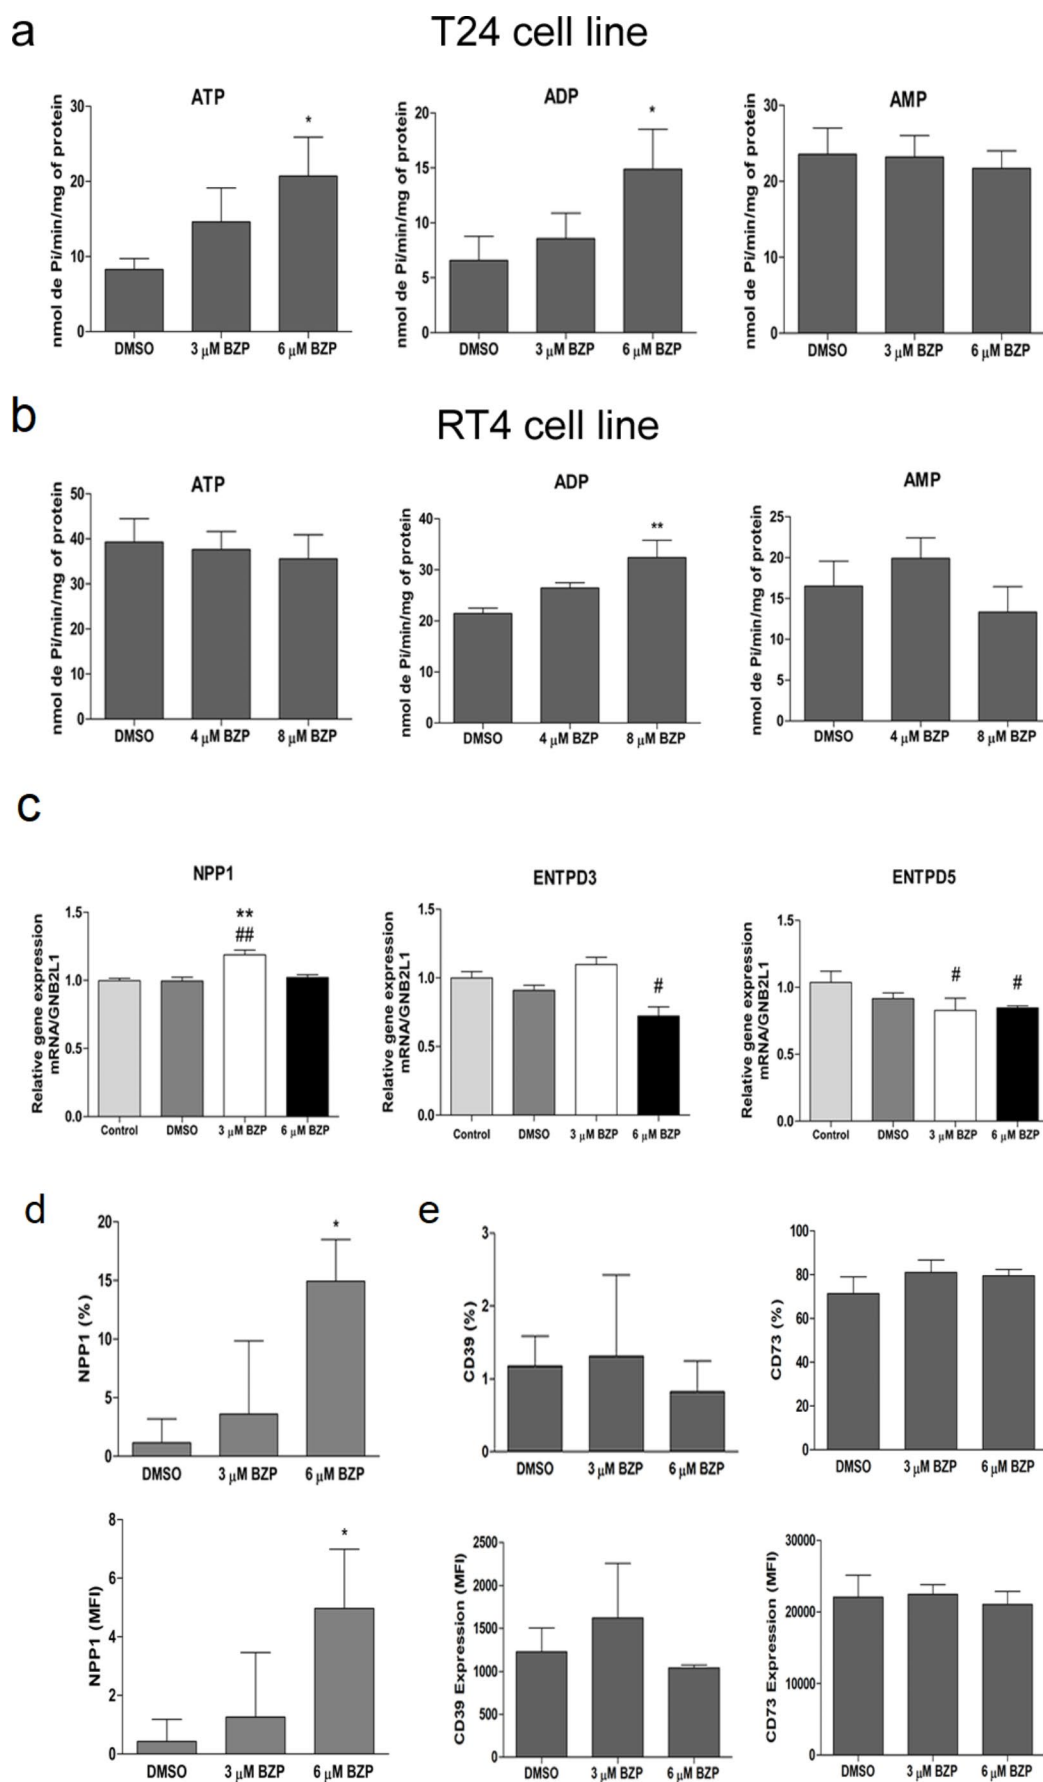 a
T24 cell line
ATP
nmol de Pi/min/mg of protein
30
20
10
0
*
DMSO 3 μM BZP 6 μM BZP
ADP
nmol de Pi/min/mg of protein
20
15
10
5
0
*
DMSO 3 μM BZP 6 μM BZP
AMP
nmol de Pi/min/mg of protein
30
20
10
0
DMSO 3 μM BZP 6 μM BZP
b
RT4 cell line
ATP
nmol de Pi/min/mg of protein
50
40
30
20
10
0
DMSO 4 μM BZP 8 μM BZP
ADP
nmol de Pi/min/mg of protein
40
30
20
10
0
**
DMSO 4 μM BZP 8 μM BZP
AMP
nmol de Pi/min/mg of protein
25
20
15
10
5
0
DMSO 4 μM BZP 8 μM BZP
c
NPP1
Relative gene expression
mRNA/GNB2L1
1.5
1.0
0.5
0.0
**
##
Control DMSO 3 μM BZP 6 μM BZP
ENTPD3
Relative gene expression
mRNA/GNB2L1
1.5
1.0
0.5
0.0
#
Control DMSO 3 μM BZP 6 μM BZP
ENTPD5
Relative gene expression
mRNA/GNB2L1
1.5
1.0
0.5
0.0
# #
Control DMSO 3 μM BZP 6 μM BZP
d
NPP1 (%)
20
15
10
5
0
*
DMSO 3 μM BZP 6 μM BZP
NPP1 (MFI)
8
6
4
2
0
*
DMSO 3 μM BZP 6 μM BZP
e
CD39 (%)
3
2
1
0
DMSO 3 μM BZP 6 μM BZP
CD73 (%)
100
80
60
40
20
0
DMSO 3 μM BZP 6 μM BZP
CD39 Expression (MFI)
2500
2000
1500
1000
500
0
DMSO 3 μM BZP 6 μM BZP
CD73 Expression (MFI)
30000
20000
10000
0
DMSO 3 μM BZP 6 μM BZP